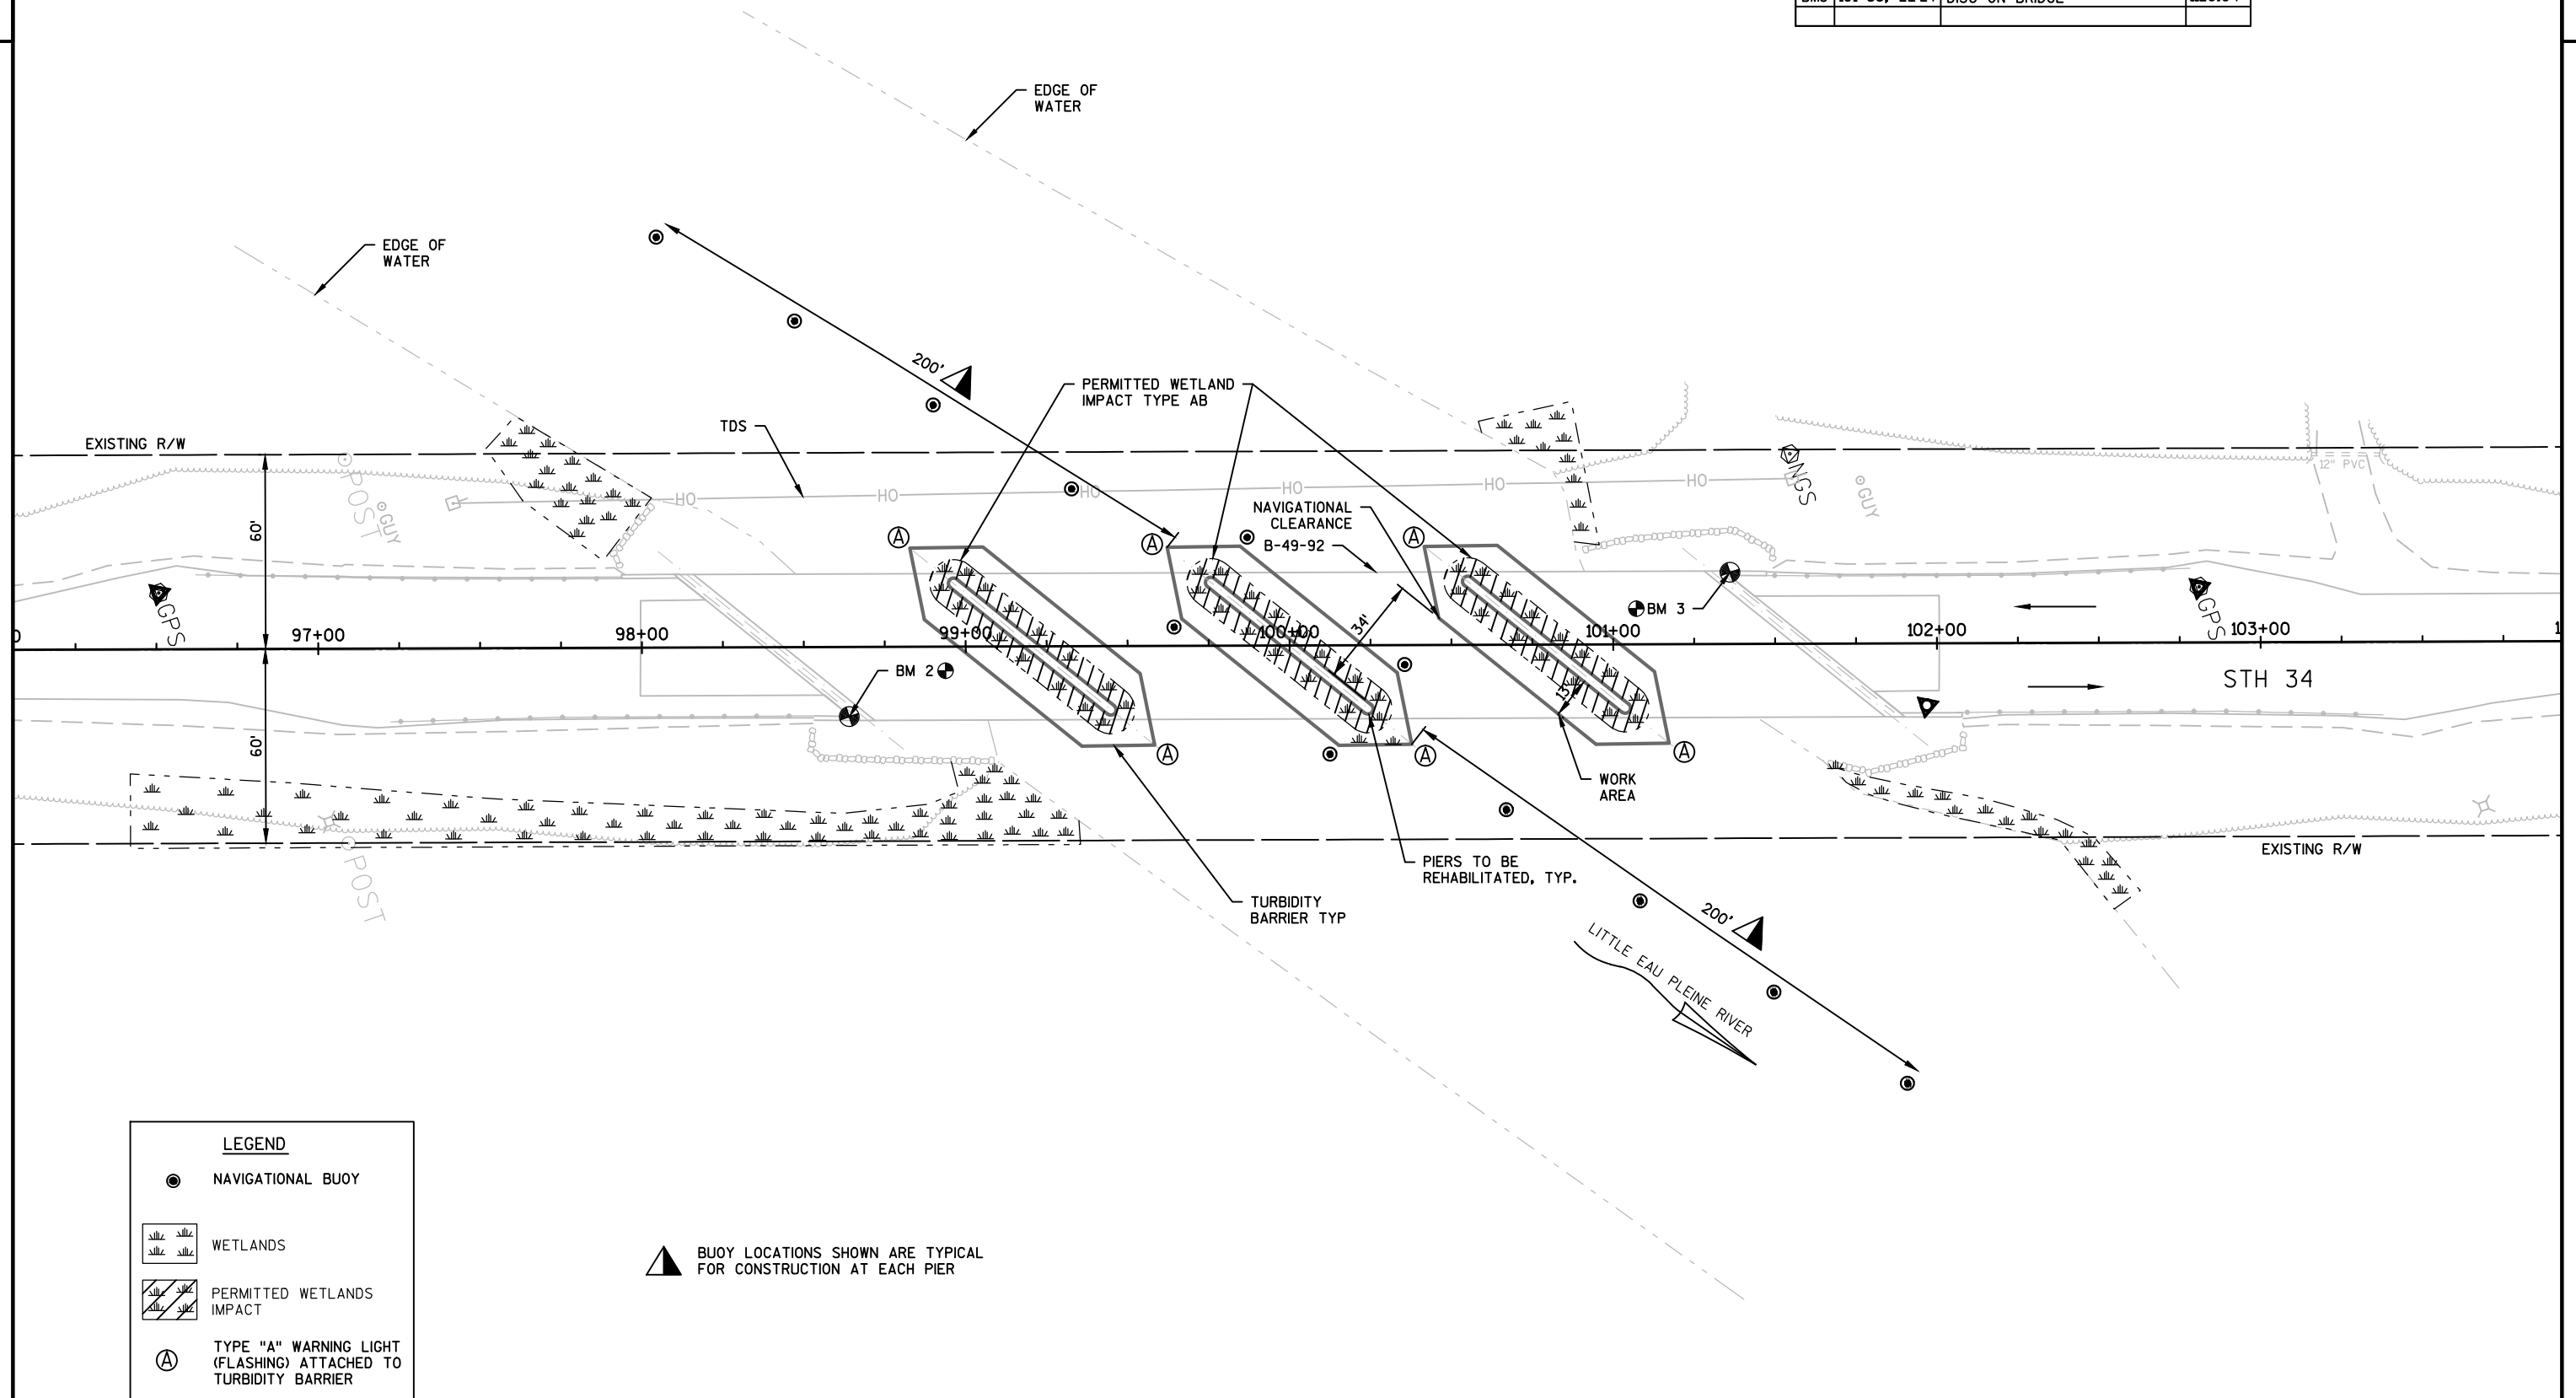 EDGE OF
WATER
EDGE OF
WATER
200'
PERMITTED WETLAND
IMPACT TYPE AB
TDS
EXISTING R/W
POST
GUY
HO
HO
HO
HO
HO
HO
NGS
GUY
12" PVC
NAVIGATIONAL
CLEARANCE
B-49-92
A
A
A
60'
GPS
34'
BM 3
GPS
97+00
98+00
99+00
100+00
101+00
102+00
103+00
BM 2
13'
STH 34
60'
A
A
A
WORK
AREA
EXISTING R/W
POST
PIERS TO BE
REHABILITATED, TYP.
TURBIDITY
BARRIER TYP
200'
LITTLE EAU PLEINE RIVER
LEGEND
NAVIGATIONAL BUOY
WETLANDS
PERMITTED WETLANDS
IMPACT
A
TYPE "A" WARNING LIGHT
(FLASHING) ATTACHED TO
TURBIDITY BARRIER
BUOY LOCATIONS SHOWN ARE TYPICAL
FOR CONSTRUCTION AT EACH PIER